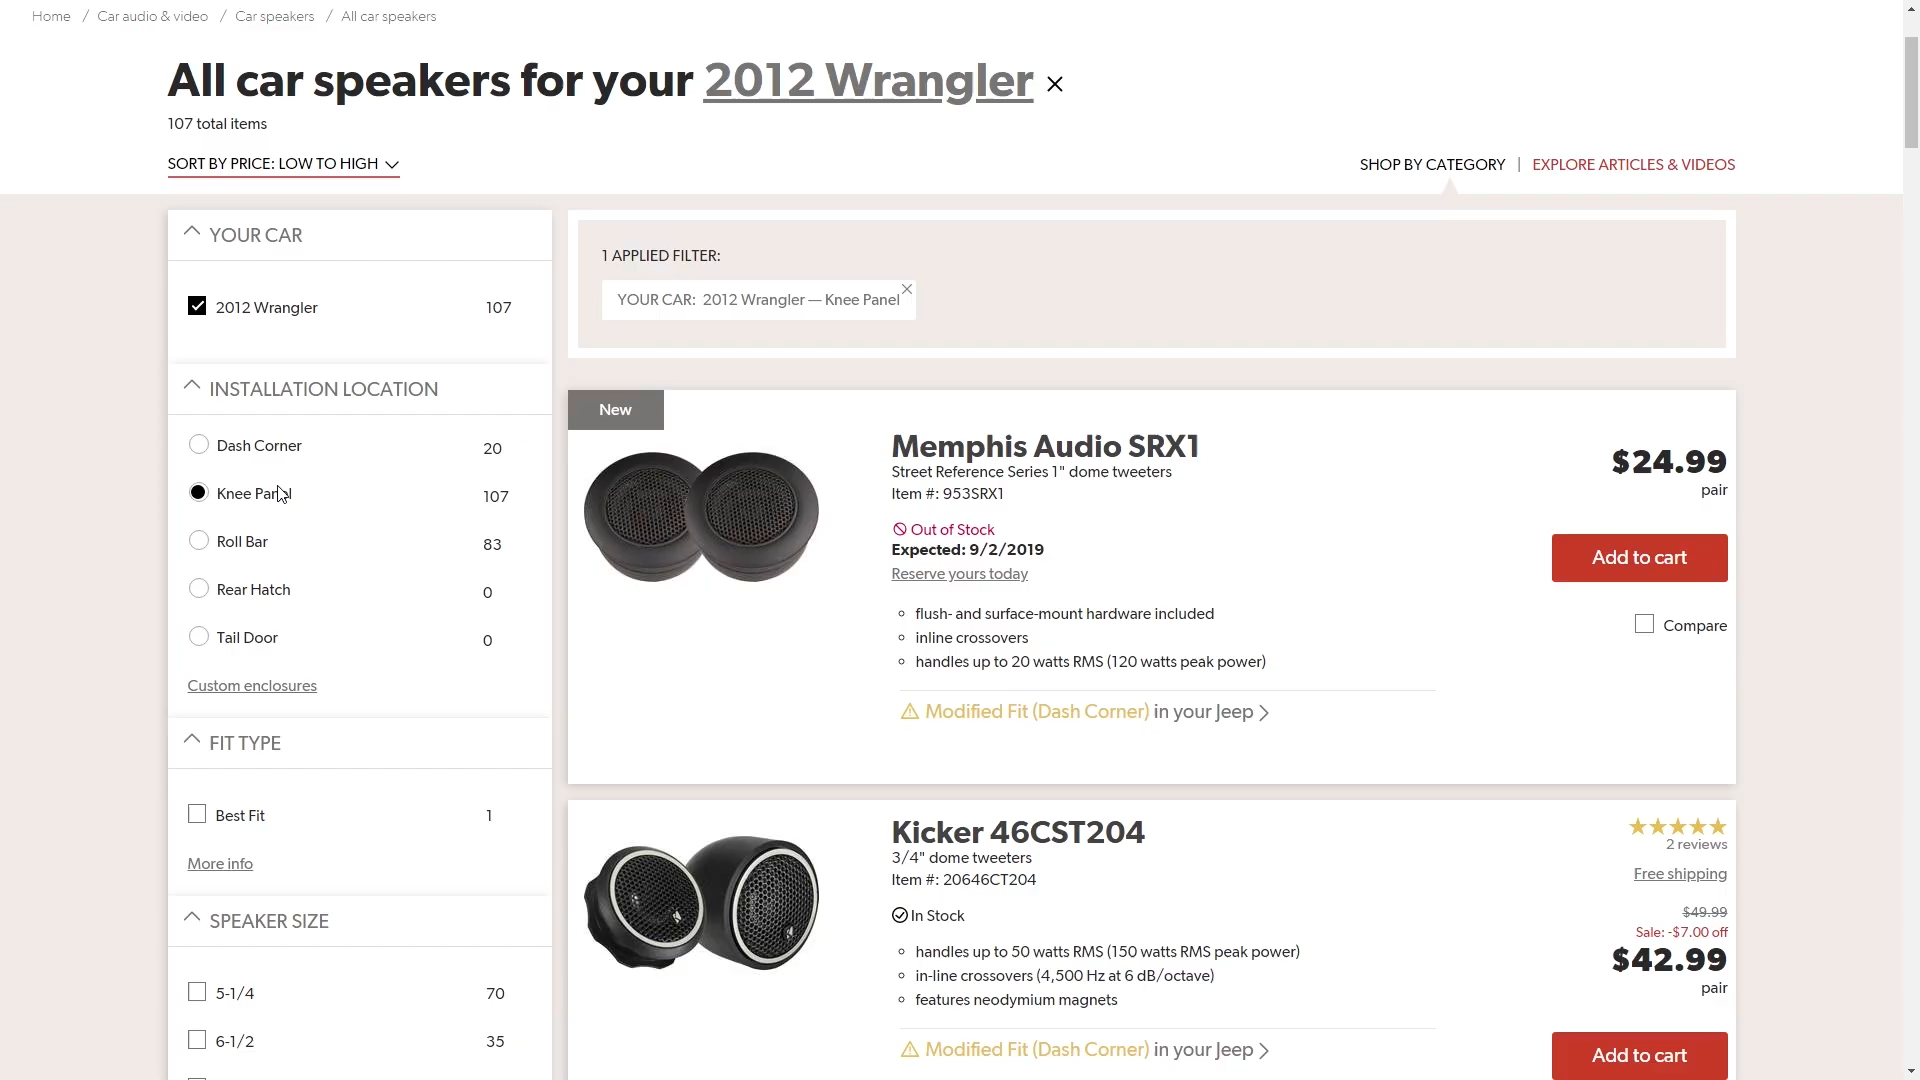 Home / Car audio & video / Car speakers / All car speakers
All car speakers for your 2012 Wrangler
107 total items
SORT BY PRICE: LOW TO HIGH
SHOP BY CATEGORY | EXPLORE ARTICLES & VIDEOS
YOUR CAR
2012 Wrangler 107
INSTALLATION LOCATION
Dash Corner 20
Knee Panel 107
Roll Bar 83
Rear Hatch 0
Tail Door 0
Custom enclosures
FIT TYPE
Best Fit 1
More info
SPEAKER SIZE
5-1/4 70
6-1/2 35
1 APPLIED FILTER:
YOUR CAR: 2012 Wrangler — Knee Panel
New
Memphis Audio SRX1
Street Reference Series 1" dome tweeters
Item #: 953SRX1
Out of Stock
Expected: 9/2/2019
Reserve yours today
flush- and surface-mount hardware included
inline crossovers
handles up to 20 watts RMS (120 watts peak power)
Modified Fit (Dash Corner) in your Jeep
$24.99
pair
Add to cart
Compare
Kicker 46CST204
3/4" dome tweeters
Item #: 20646CT204
In Stock
handles up to 50 watts RMS (150 watts RMS peak power)
in-line crossovers (4,500 Hz at 6 dB/octave)
features neodymium magnets
Modified Fit (Dash Corner) in your Jeep
2 reviews
Free shipping
$49.99
Sale: -$7.00 off
$42.99
pair
Add to cart